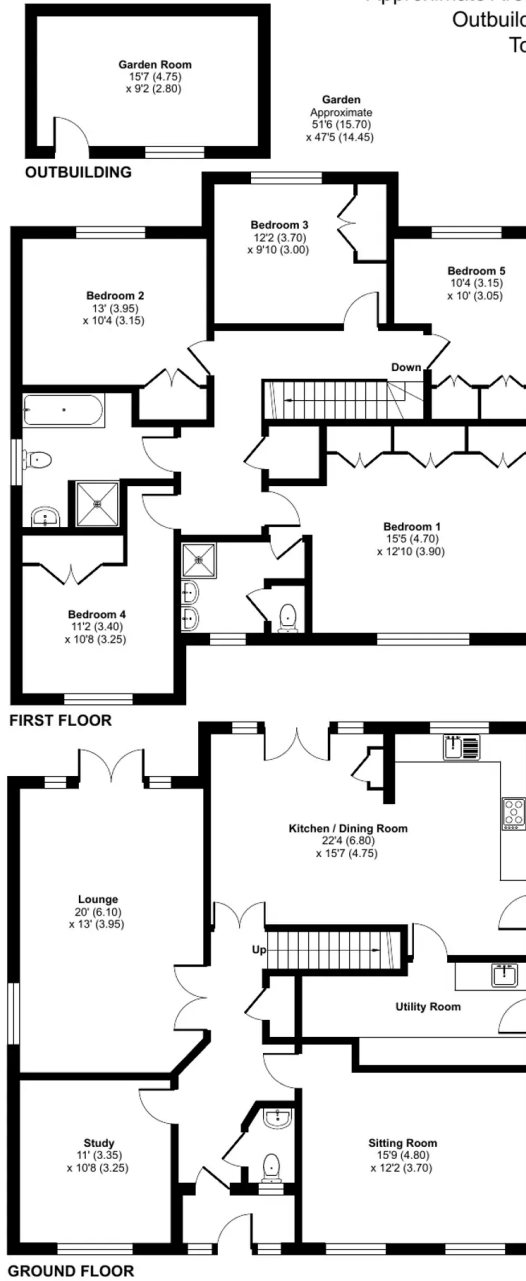 Outbuild
To
Garden Room
15'7 (4.75)
x 9'2 (2.80)
Garden
Approximate
51'6 (15.70)
x 47'5 (14.45)
OUTBUILDING
Bedroom 3
12'2 (3.70)
x 9'10 (3.00)
Bedroom 2
13' (3.95)
x 10'4 (3.15)
Bedroom 5
10'4 (3.15)
x 10' (3.05)
Down
Bedroom 1
15'5 (4.70)
x 12'10 (3.90)
Bedroom 4
11'2 (3.40)
x 10'8 (3.25)
FIRST FLOOR
Kitchen / Dining Room
22'4 (6.80)
x 15'7 (4.75)
Lounge
20' (6.10)
x 13' (3.95)
Up
Utility Room
Study
11' (3.35)
x 10'8 (3.25)
Sitting Room
15'9 (4.80)
x 12'2 (3.70)
GROUND FLOOR